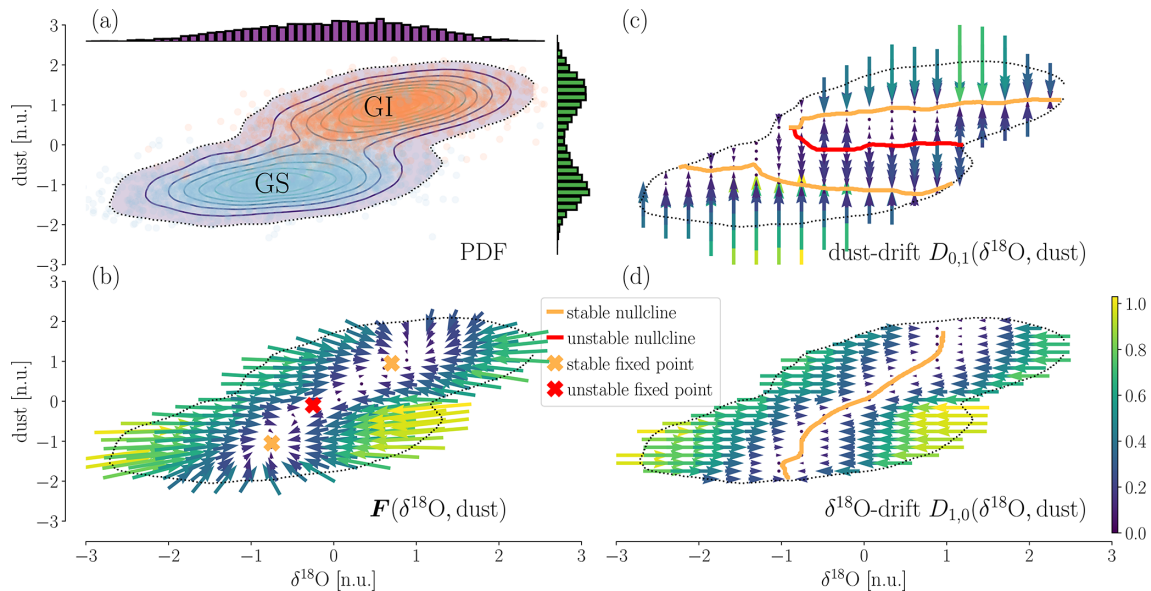 (a)
3
2
1
0
−1
−2
−3
dust [n.u.]
GI
GS
PDF
(c)
dust-drift D0,1(δ18O, dust)
(b)
3
2
1
0
−1
−2
−3
dust [n.u.]
F(δ18O, dust)
−3 −2 −1 0 1 2 3
δ18O [n.u.]
stable nullcline
unstable nullcline
stable fixed point
unstable fixed point
(d)
δ18O-drift D1,0(δ18O, dust)
−3 −2 −1 0 1 2 3
δ18O [n.u.]
1.0
0.8
0.6
0.4
0.2
0.0